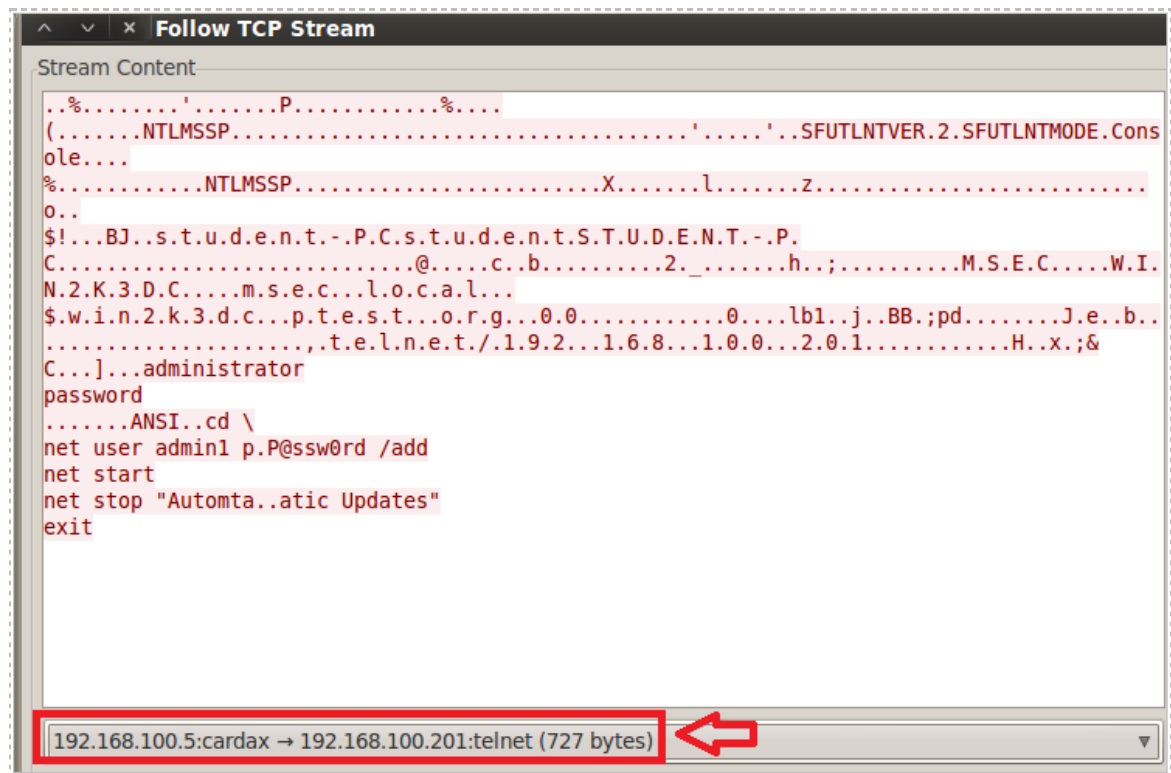 Follow TCP Stream
Stream Content
..%........'.......P............%....
(.......NTLMSSP.....................................'.....'..SFUTLNTVER.2.SFUTLNTMODE.Cons
ole....
%............NTLMSSP.........................X.......l.......z...........................
o..
$!...BJ..s.t.u.d.e.n.t.-.P.C.s.t.u.d.e.n.t.S.T.U.D.E.N.T.-.P.
C.............................@.....c..b..........2._.......h..;..........M.S.E.C.....W.I.
N.2.K.3.D.C.....m.s.e.c...l.o.c.a.l...
$.w.i.n.2.k.3.d.c...p.t.e.s.t...o.r.g...0.0............0....lb1..j..BB.;pd........J.e..b..
.....................,.t.e.l.n.e.t./.1.9.2...1.6.8...1.0.0...2.0.1............H..x.;&
C...]...administrator
password
.......ANSI..cd \
net user admin1 p.P@ssw0rd /add
net start
net stop "Automta..atic Updates"
exit
192.168.100.5:cardax → 192.168.100.201:telnet (727 bytes)